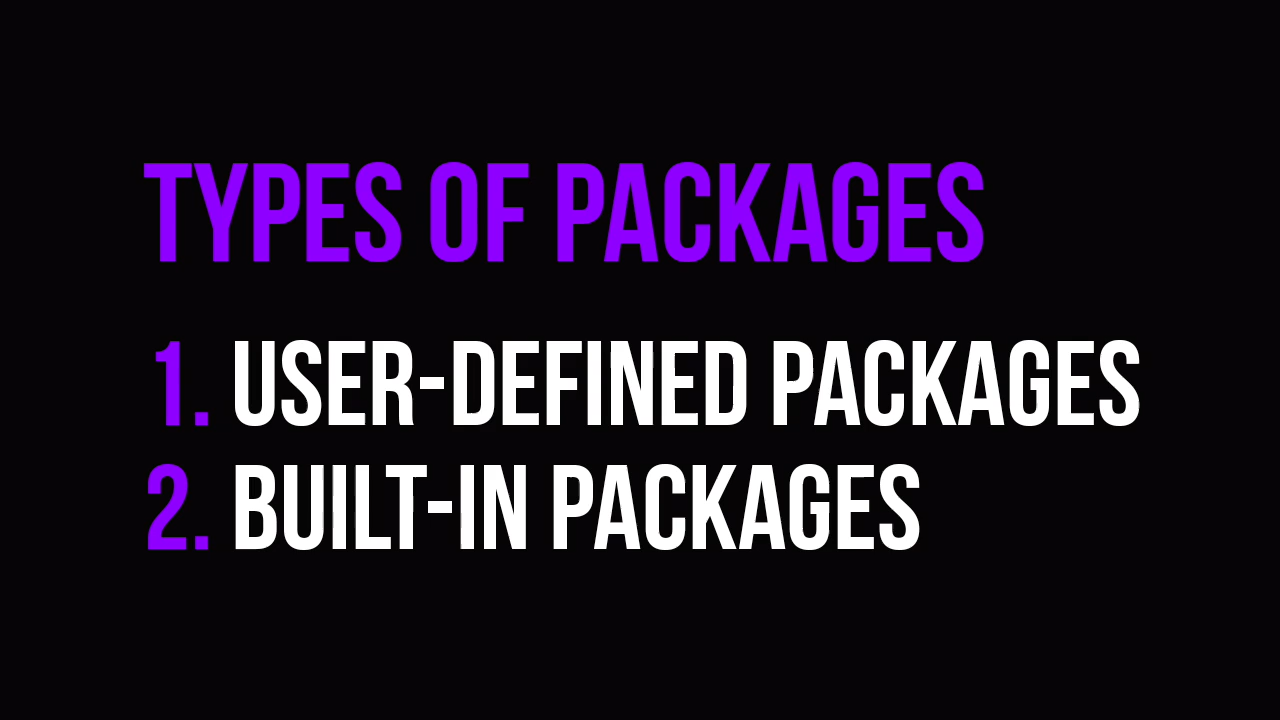 TYPES OF PACKAGES
1. USER-DEFINED PACKAGES
2. BUILT-IN PACKAGES